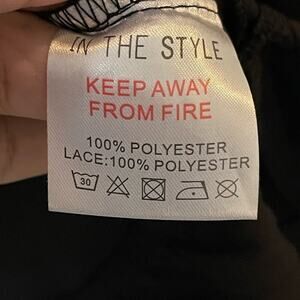 IN THE STYLE
KEEP AWAY
FROM FIRE
100% POLYESTER
LACE:100% POLYESTER
30